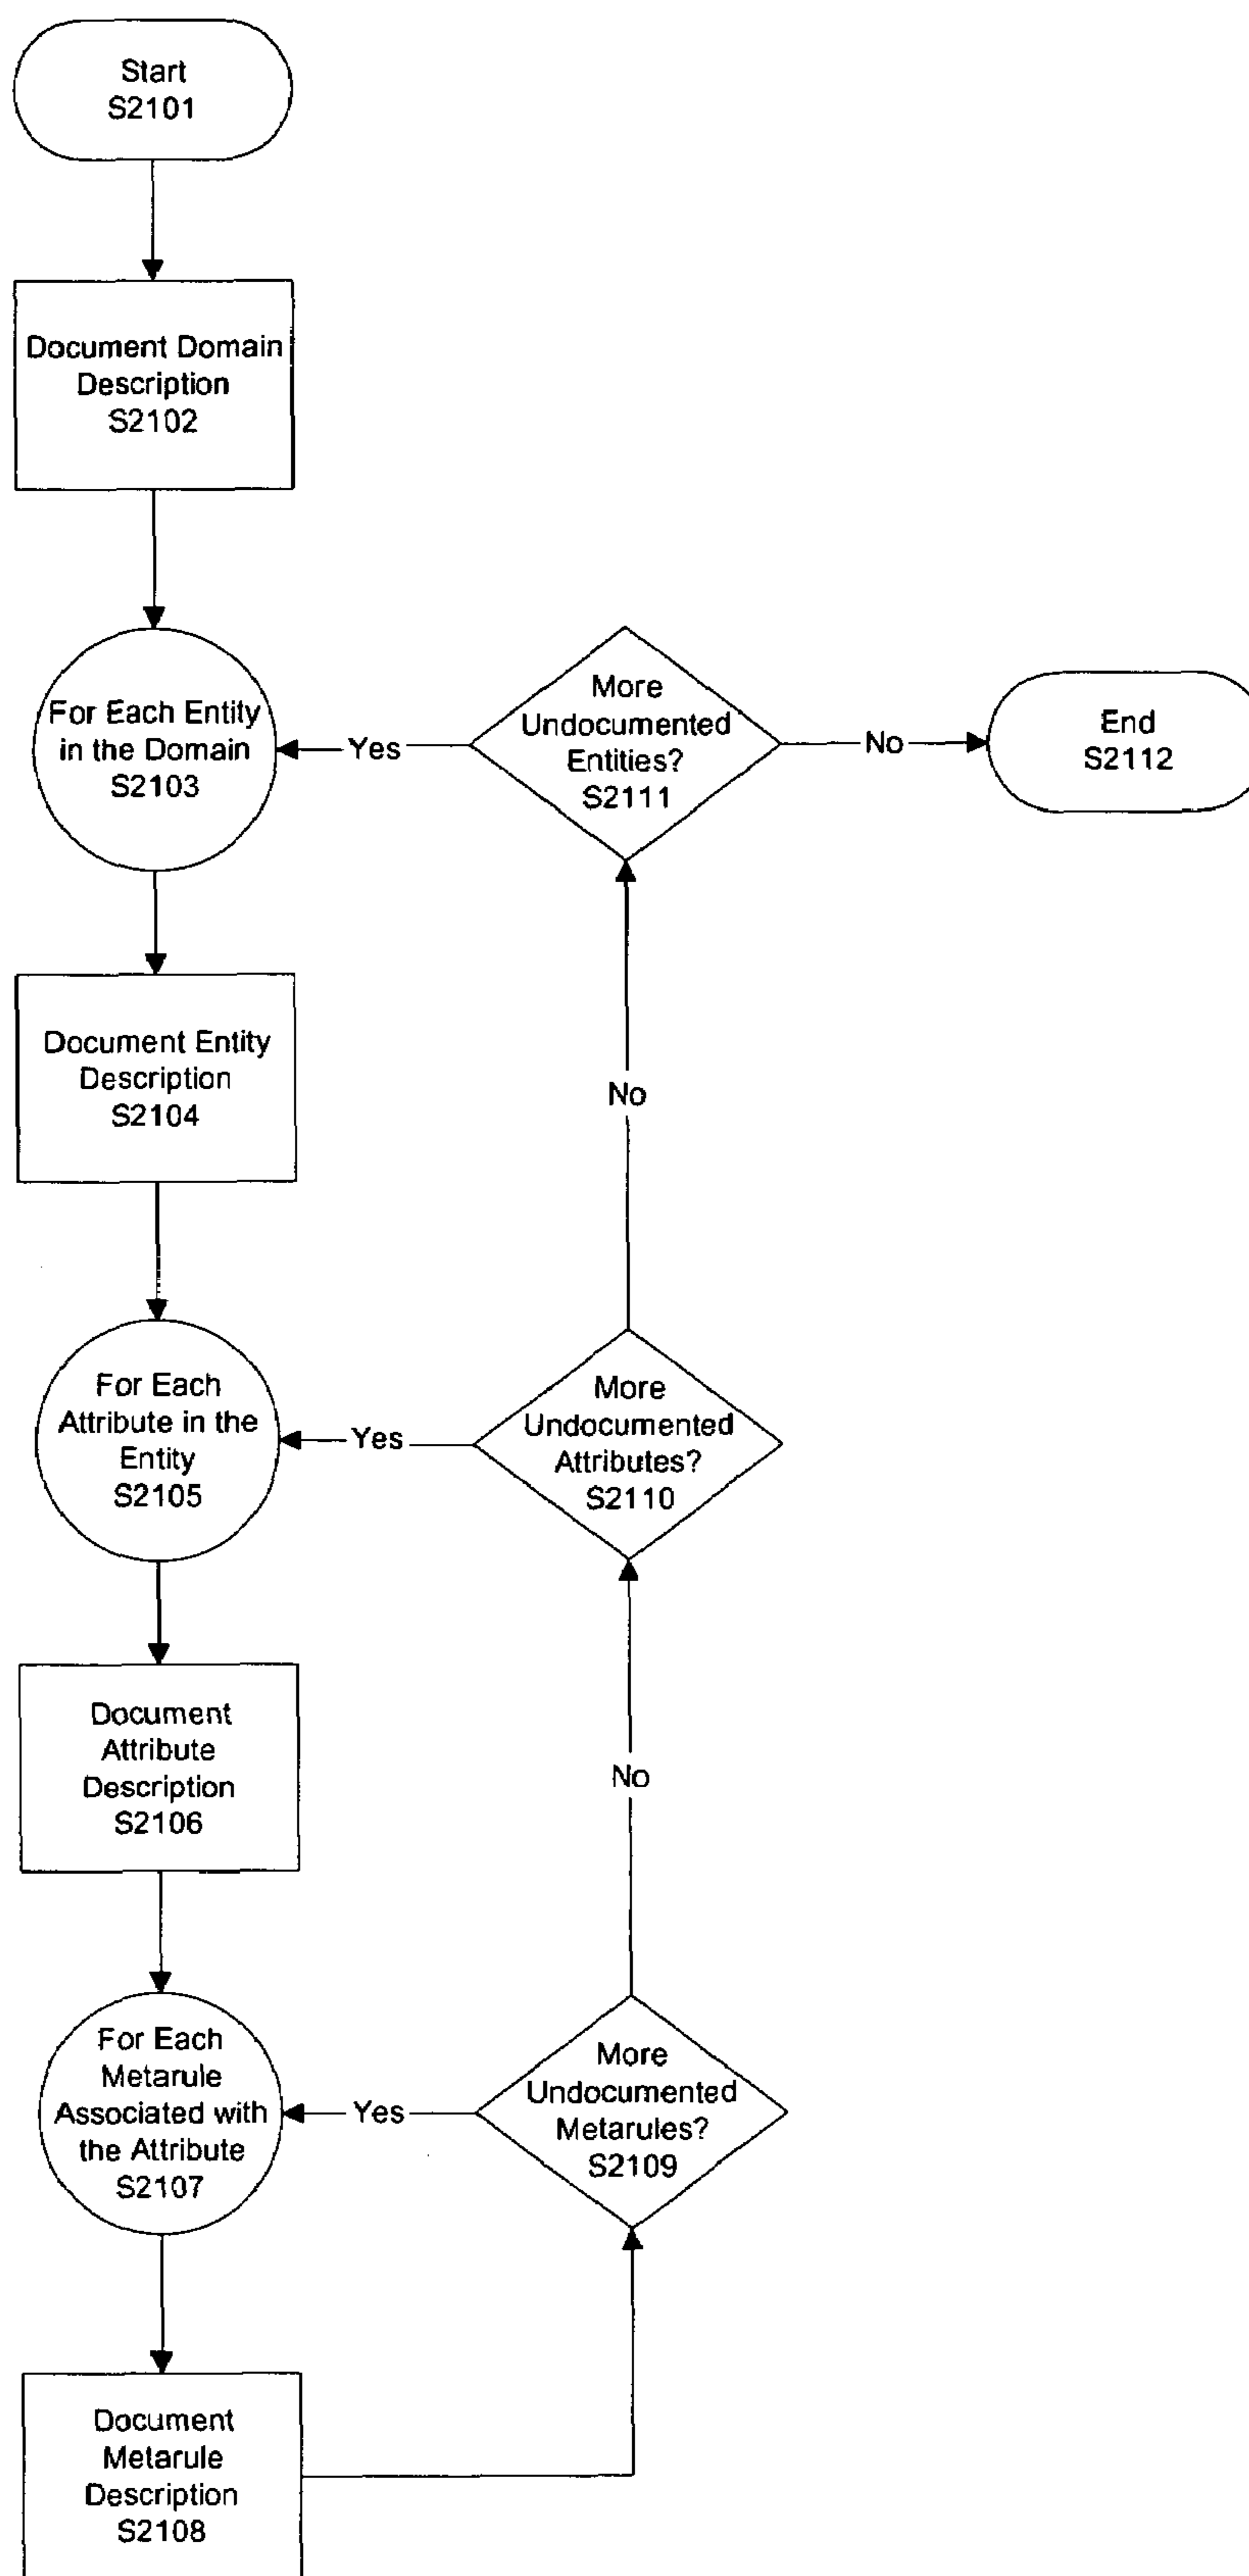 Start
S2101
Document Domain
Description
S2102
For Each Entity
in the Domain
S2103
Yes
More
Undocumented
Entities?
S2111
No
End
S2112
Document Entity
Description
S2104
No
For Each
Attribute in the
Entity
S2105
Yes
More
Undocumented
Attributes?
S2110
Document
Attribute
Description
S2106
No
For Each
Metarule
Associated with
the Attribute
S2107
Yes
More
Undocumented
Metarules?
S2109
Document
Metarule
Description
S2108